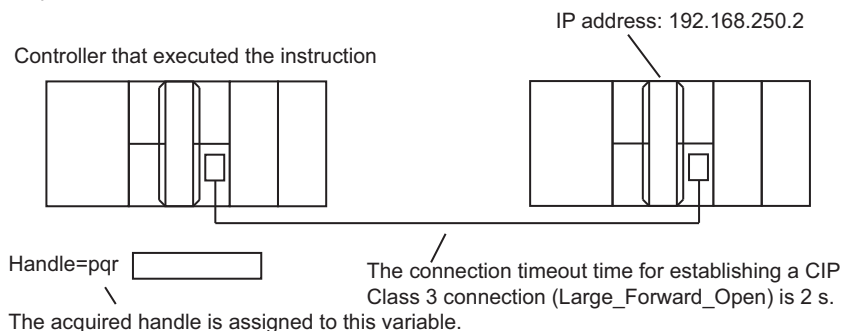 IP address: 192.168.250.2
Controller that executed the instruction
Handle=pqr
The connection timeout time for establishing a CIP
Class 3 connection (Large_Forward_Open) is 2 s.
The acquired handle is assigned to this variable.